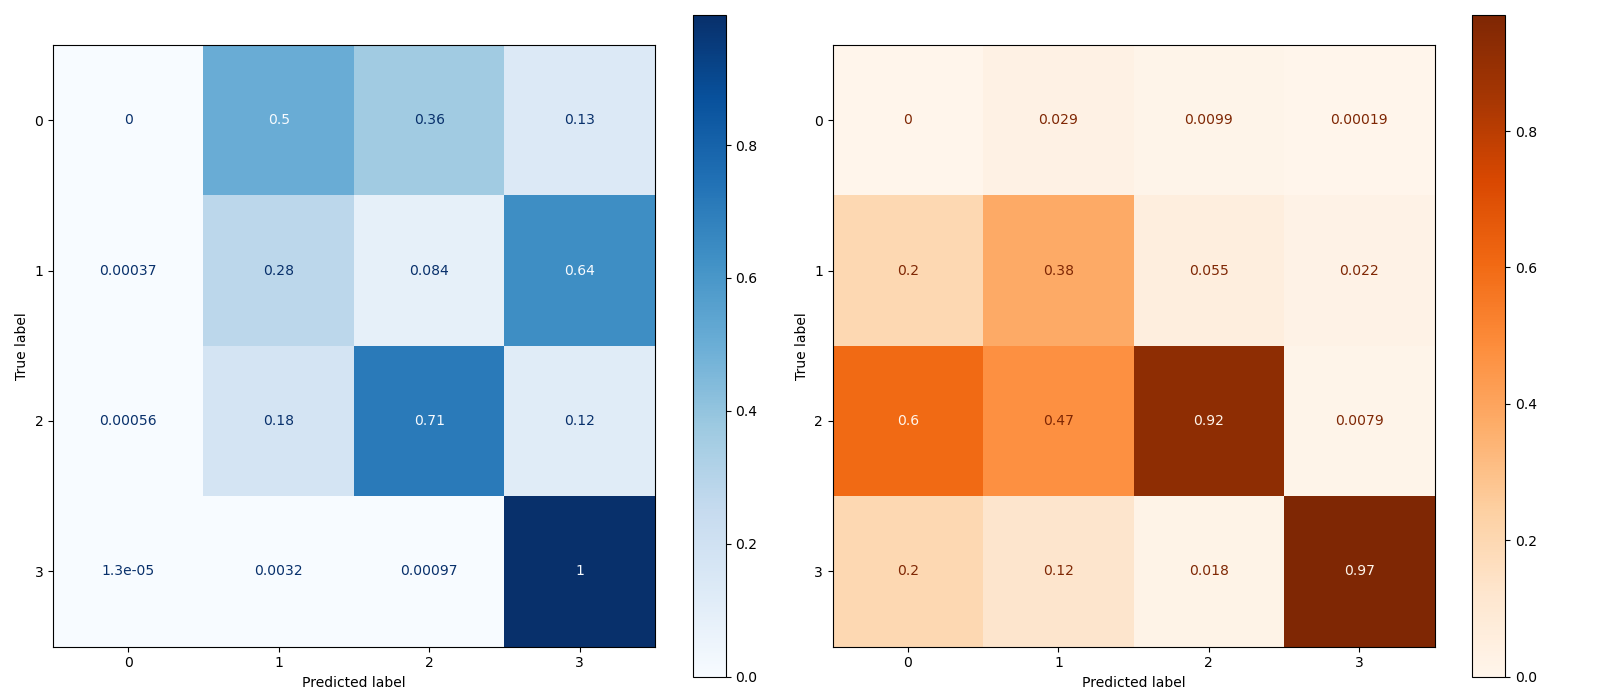 0 0.5 0.36 0.13
0
1 0.00037 0.28 0.084 0.64
2 0.00056 0.18 0.71 0.12
3 1.3e-05 0.0032 0.00097 1
0 1 2 3
Predicted label
True label
0.8
0.6
0.4
0.2
0.0
0 0 0.029 0.0099 0.00019
1 0.2 0.38 0.055 0.022
2 0.6 0.47 0.92 0.0079
3 0.2 0.12 0.018 0.97
0 1 2 3
Predicted label
True label
0.8
0.6
0.4
0.2
0.0